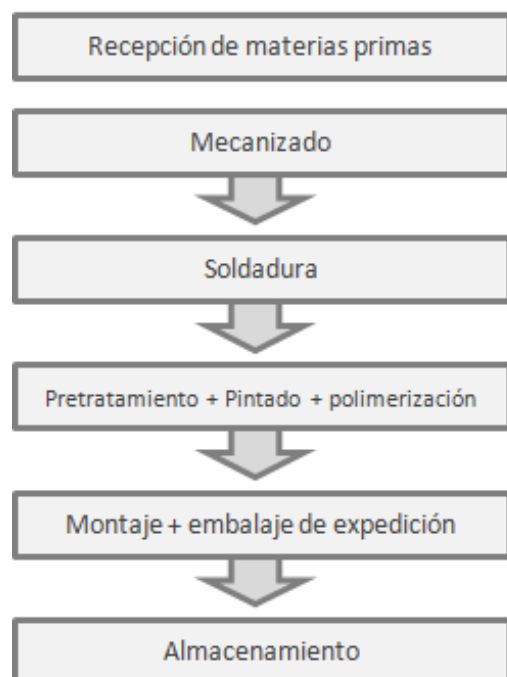 Recepción de materias primas
Mecanizado
Soldadura
Pretratamiento + Pintado + polimerización
Montaje + embalaje de expedición
Almacenamiento